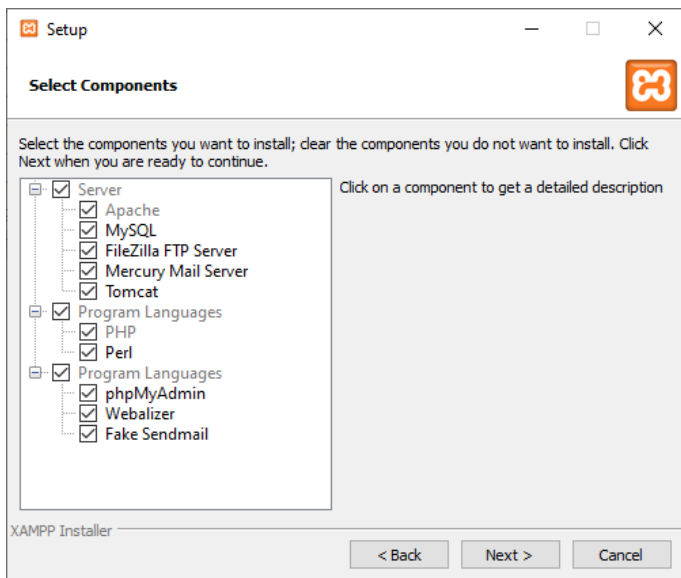 Setup
Select Components
Select the components you want to install; clear the components you do not want to install. Click
Next when you are ready to continue.
Server
Apache
MySQL
FileZilla FTP Server
Mercury Mail Server
Tomcat
Program Languages
PHP
Perl
Program Languages
phpMyAdmin
Webalizer
Fake Sendmail
Click on a component to get a detailed description
XAMPP Installer
< Back
Next >
Cancel